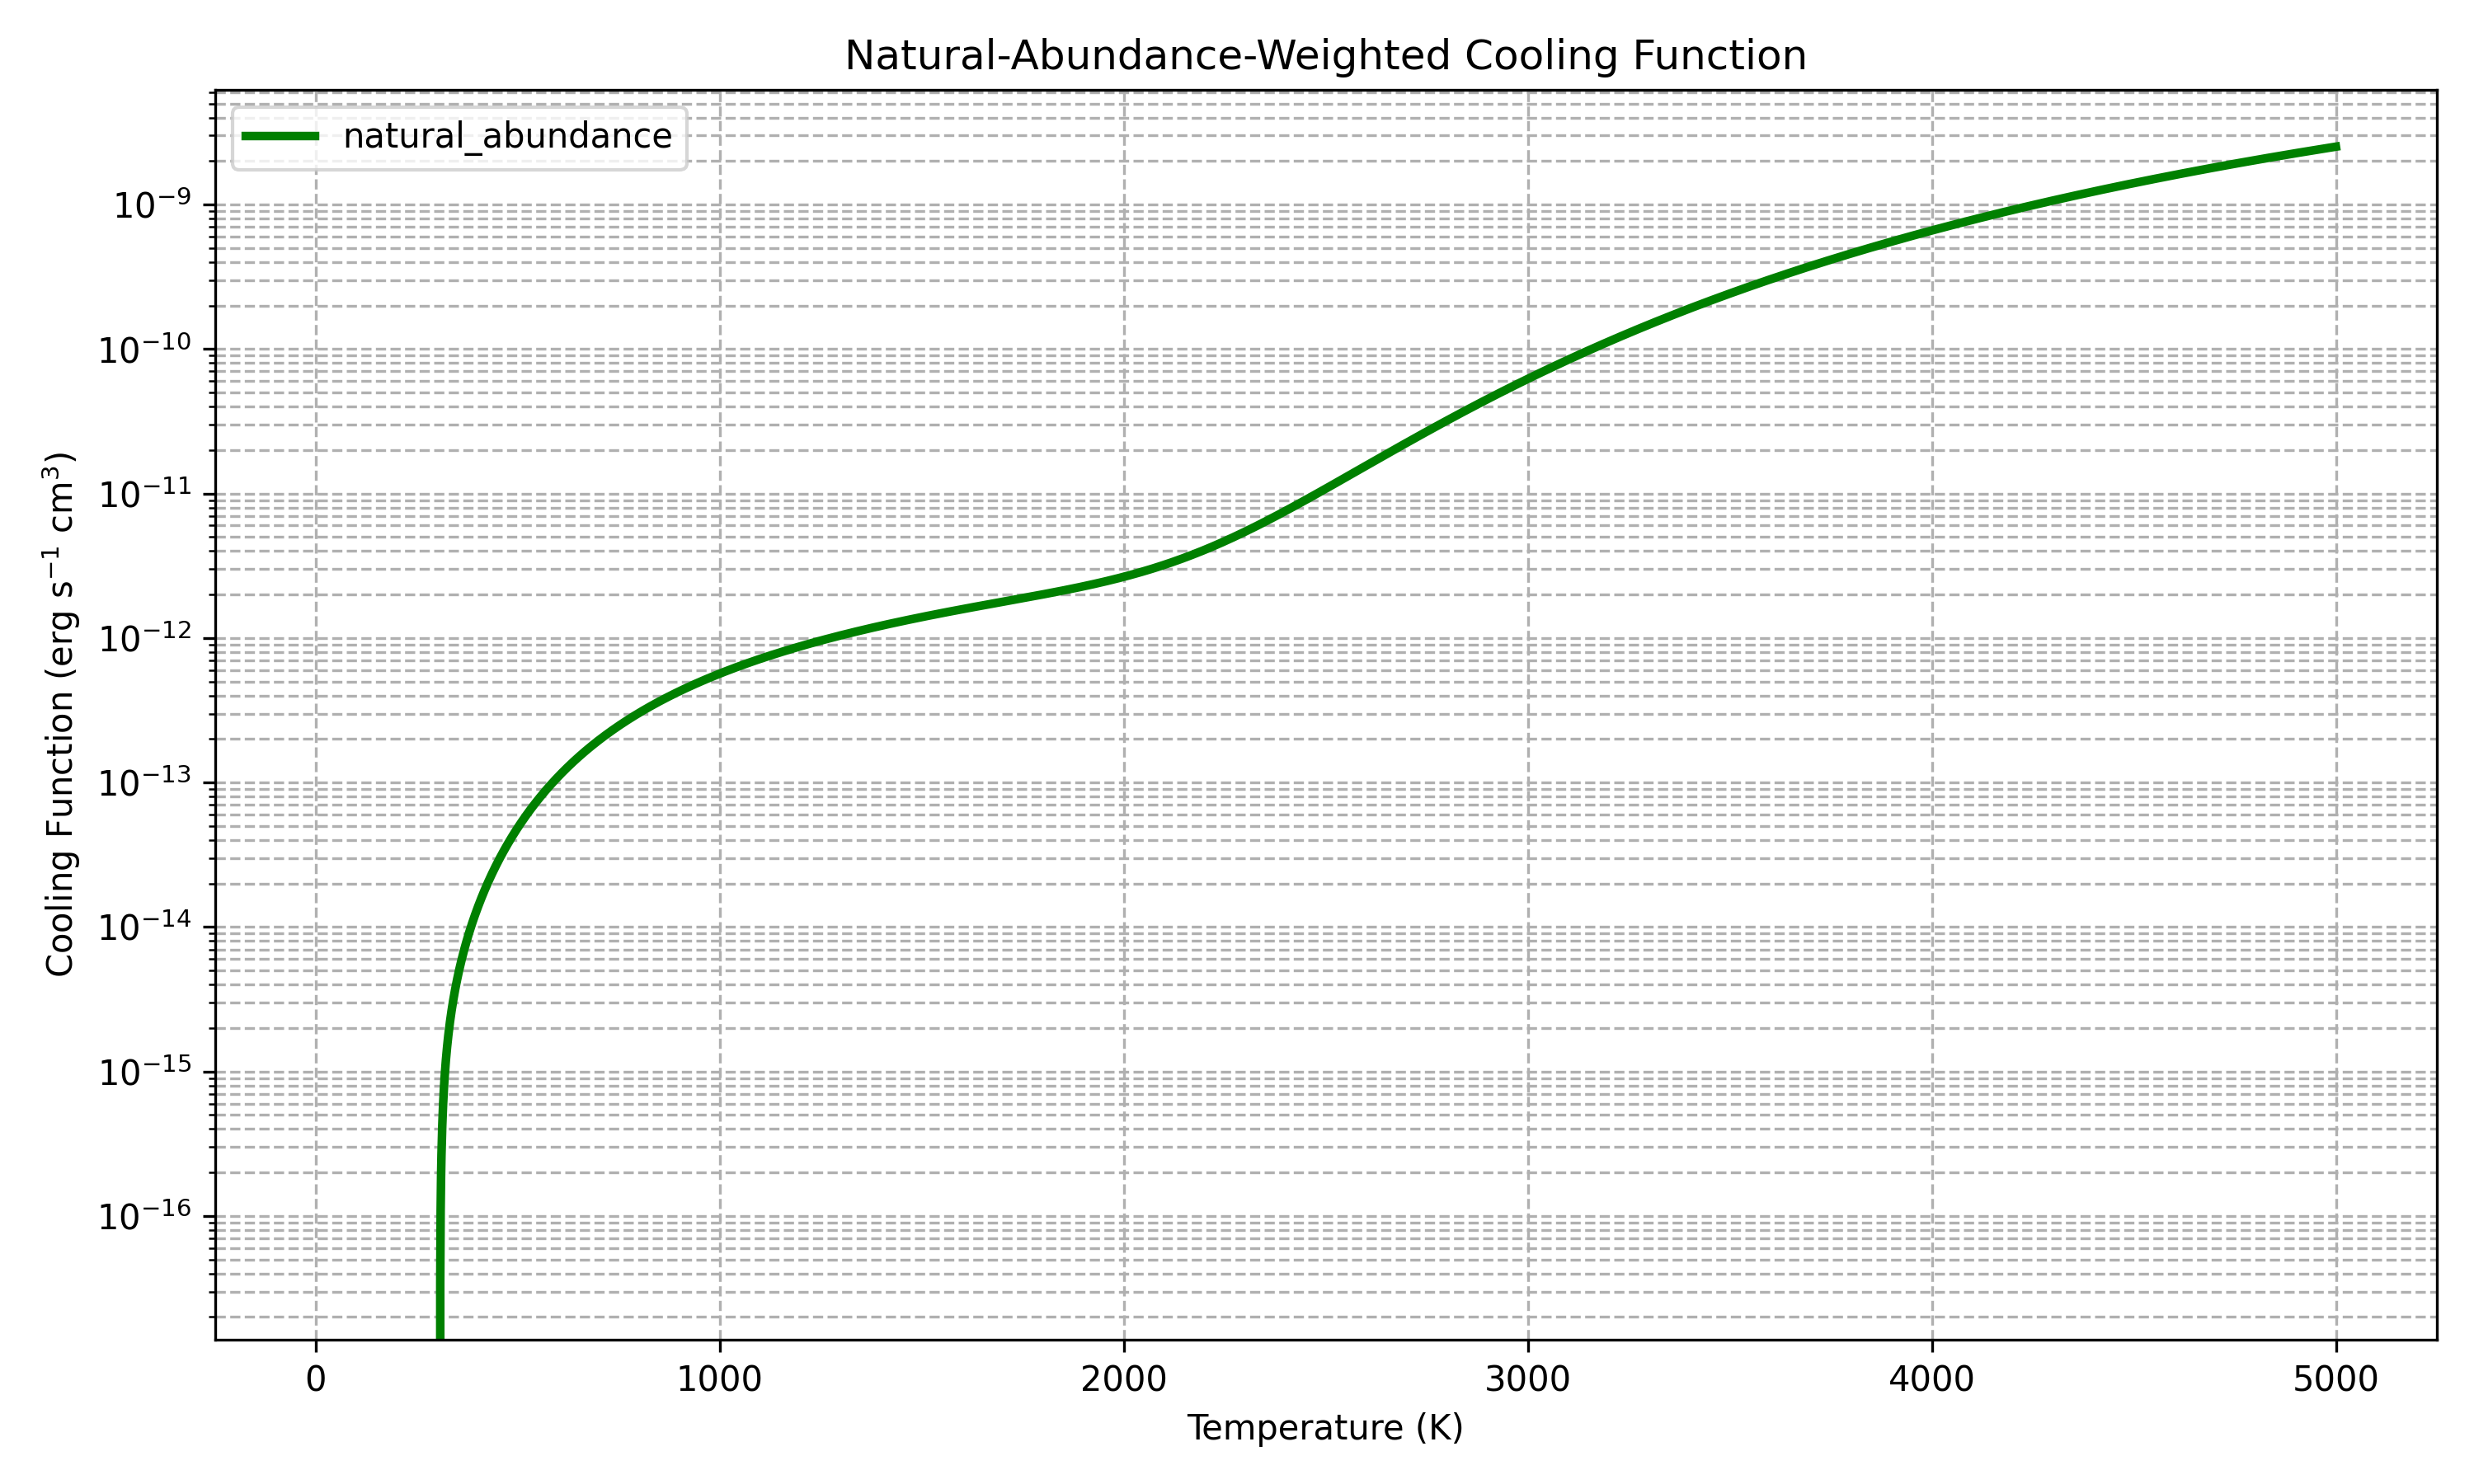 Natural-Abundance-Weighted Cooling Function
natural_abundance
Cooling Function (erg s⁻¹ cm³)
10⁻⁹
10⁻¹⁰
10⁻¹¹
10⁻¹²
10⁻¹³
10⁻¹⁴
10⁻¹⁵
10⁻¹⁶
0 1000 2000 3000 4000 5000
Temperature (K)